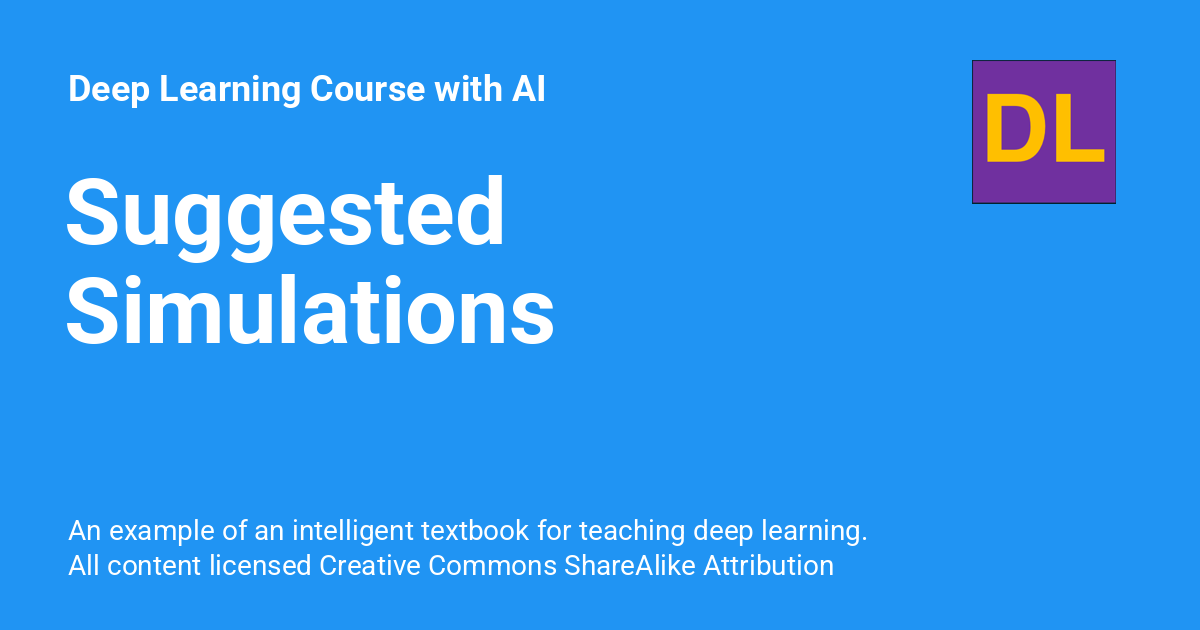 Deep Learning Course with AI
DL
Suggested
Simulations
An example of an intelligent textbook for teaching deep learning.
All content licensed Creative Commons ShareAlike Attribution